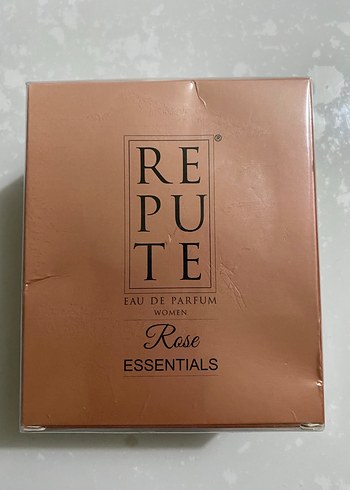 RE
PU
TE®
EAU DE PARFUM
WOMEN
Rose
ESSENTIALS